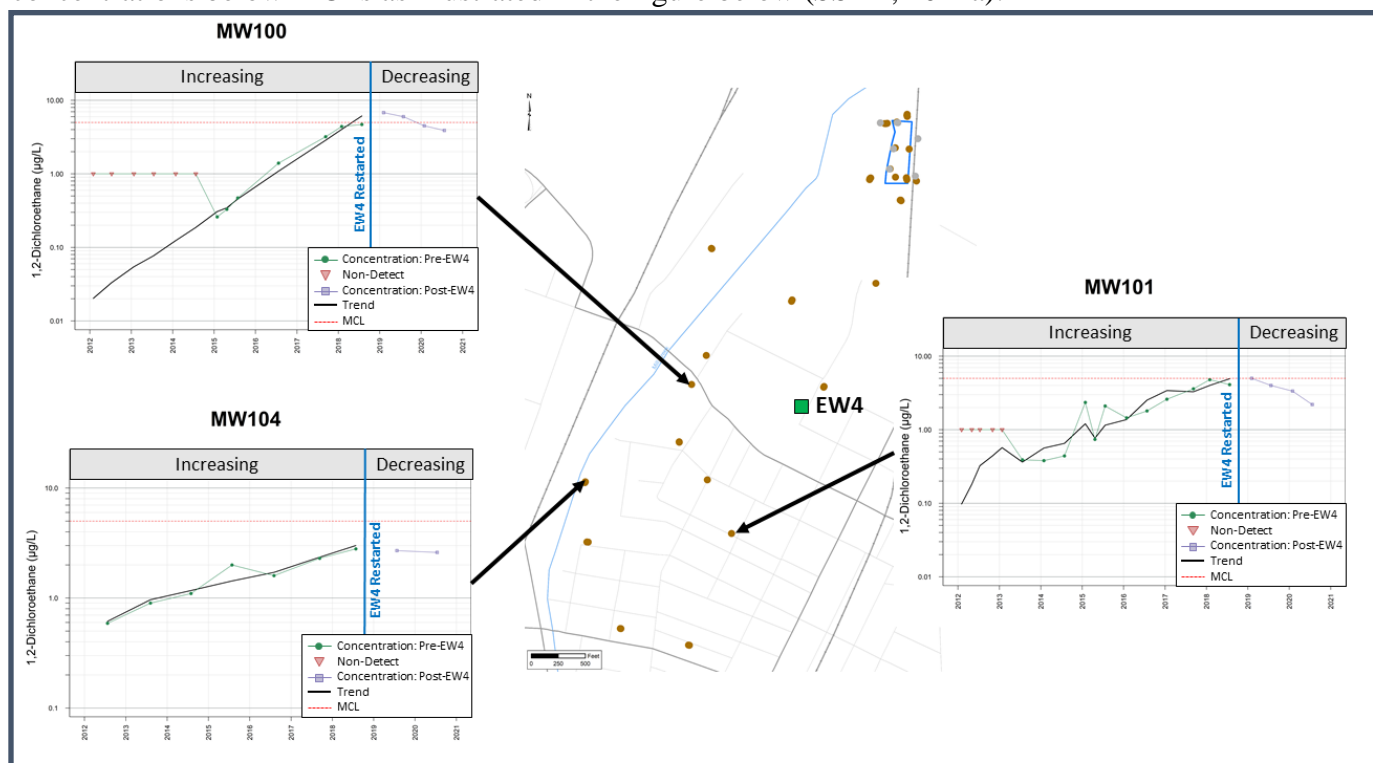 MW100
Increasing Decreasing
10.00
1.00
0.10
0.01
1,2-Dichloroethane (µg/L)
EW4 Restarted
Concentration: Pre-EW4
Non-Detect
Concentration: Post-EW4
Trend
MCL
2012 2013 2014 2015 2016 2017 2018 2019 2020 2021
MW104
Increasing Decreasing
10.0
1.0
0.1
1,2-Dichloroethane (µg/L)
EW4 Restarted
Concentration: Pre-EW4
Non-Detect
Concentration: Post-EW4
Trend
MCL
2012 2013 2014 2015 2016 2017 2018 2019 2020 2021
N
EW4
0 250 500
Feet
MW101
Increasing Decreasing
10.00
1.00
0.10
0.01
1,2-Dichloroethane (µg/L)
EW4 Restarted
Concentration: Pre-EW4
Non-Detect
Concentration: Post-EW4
Trend
MCL
2012 2013 2014 2015 2016 2017 2018 2019 2020 2021